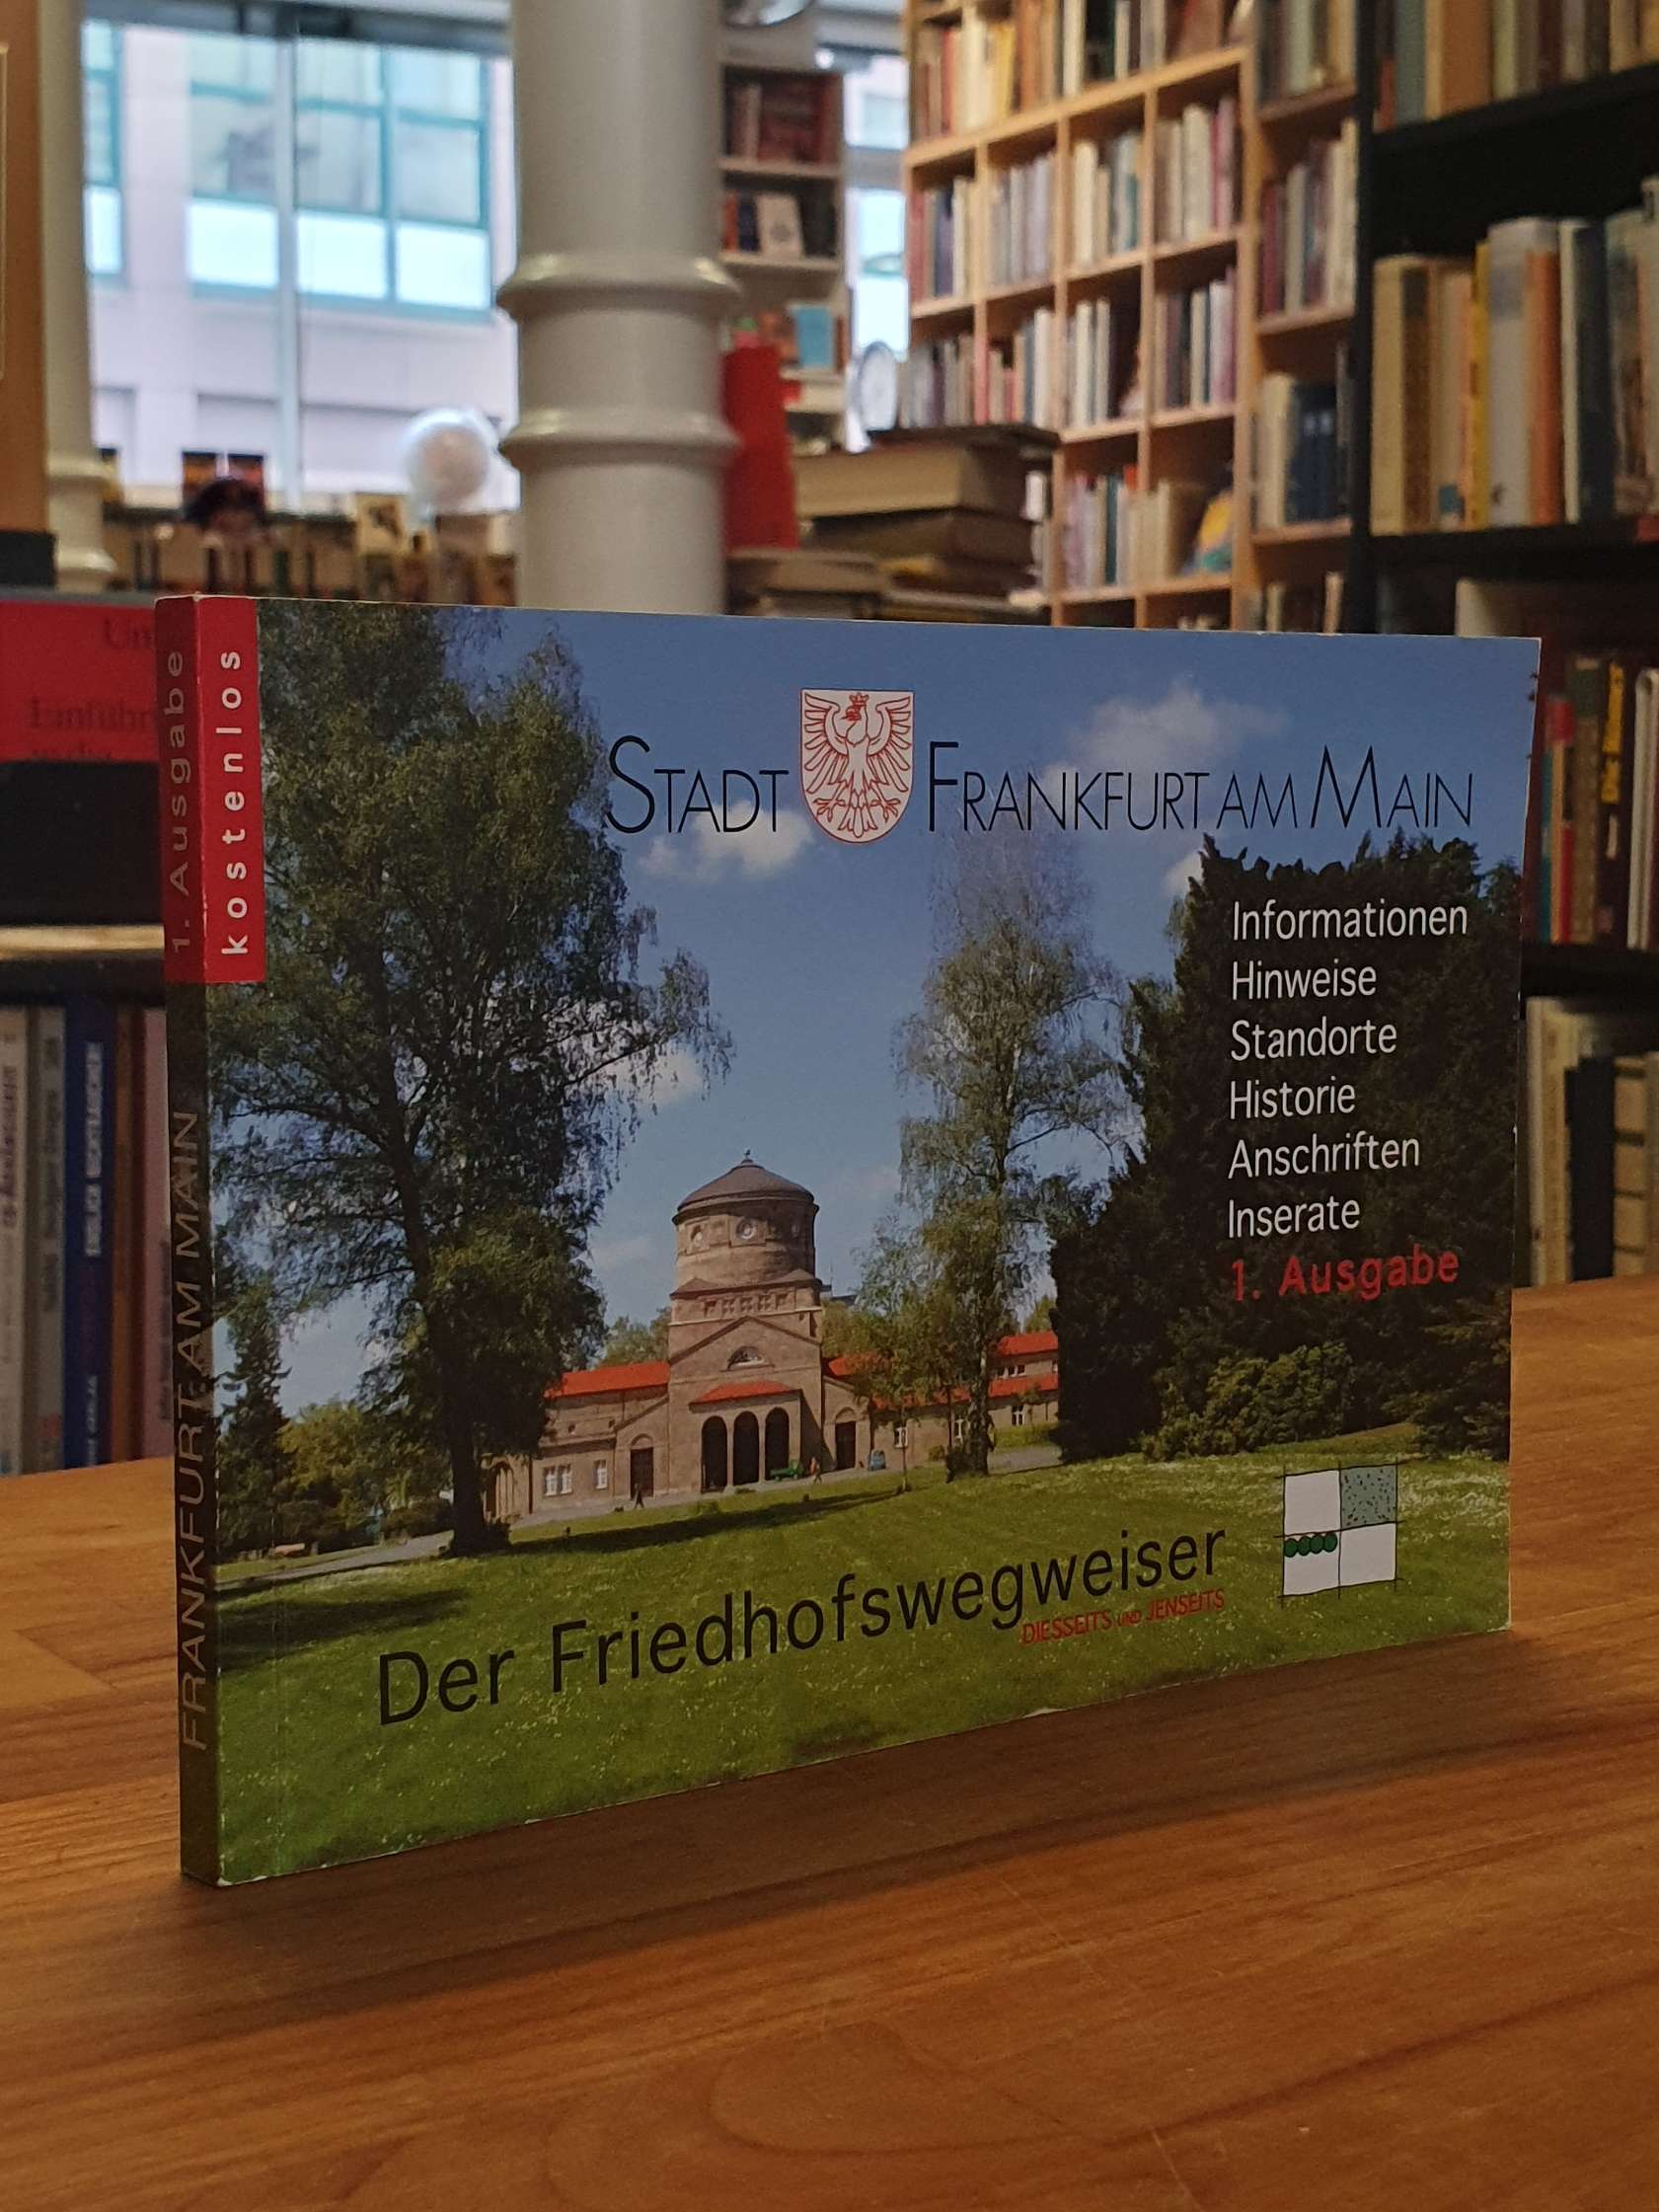 1. Ausgabe
kostenlos
FRANKFURT AM MAIN
STADT FRANKFURT AM MAIN
Informationen
Hinweise
Standorte
Historie
Anschriften
Inserate
1. Ausgabe
Der Friedhofswegweiser
DIESSEITS UND JENSEITS